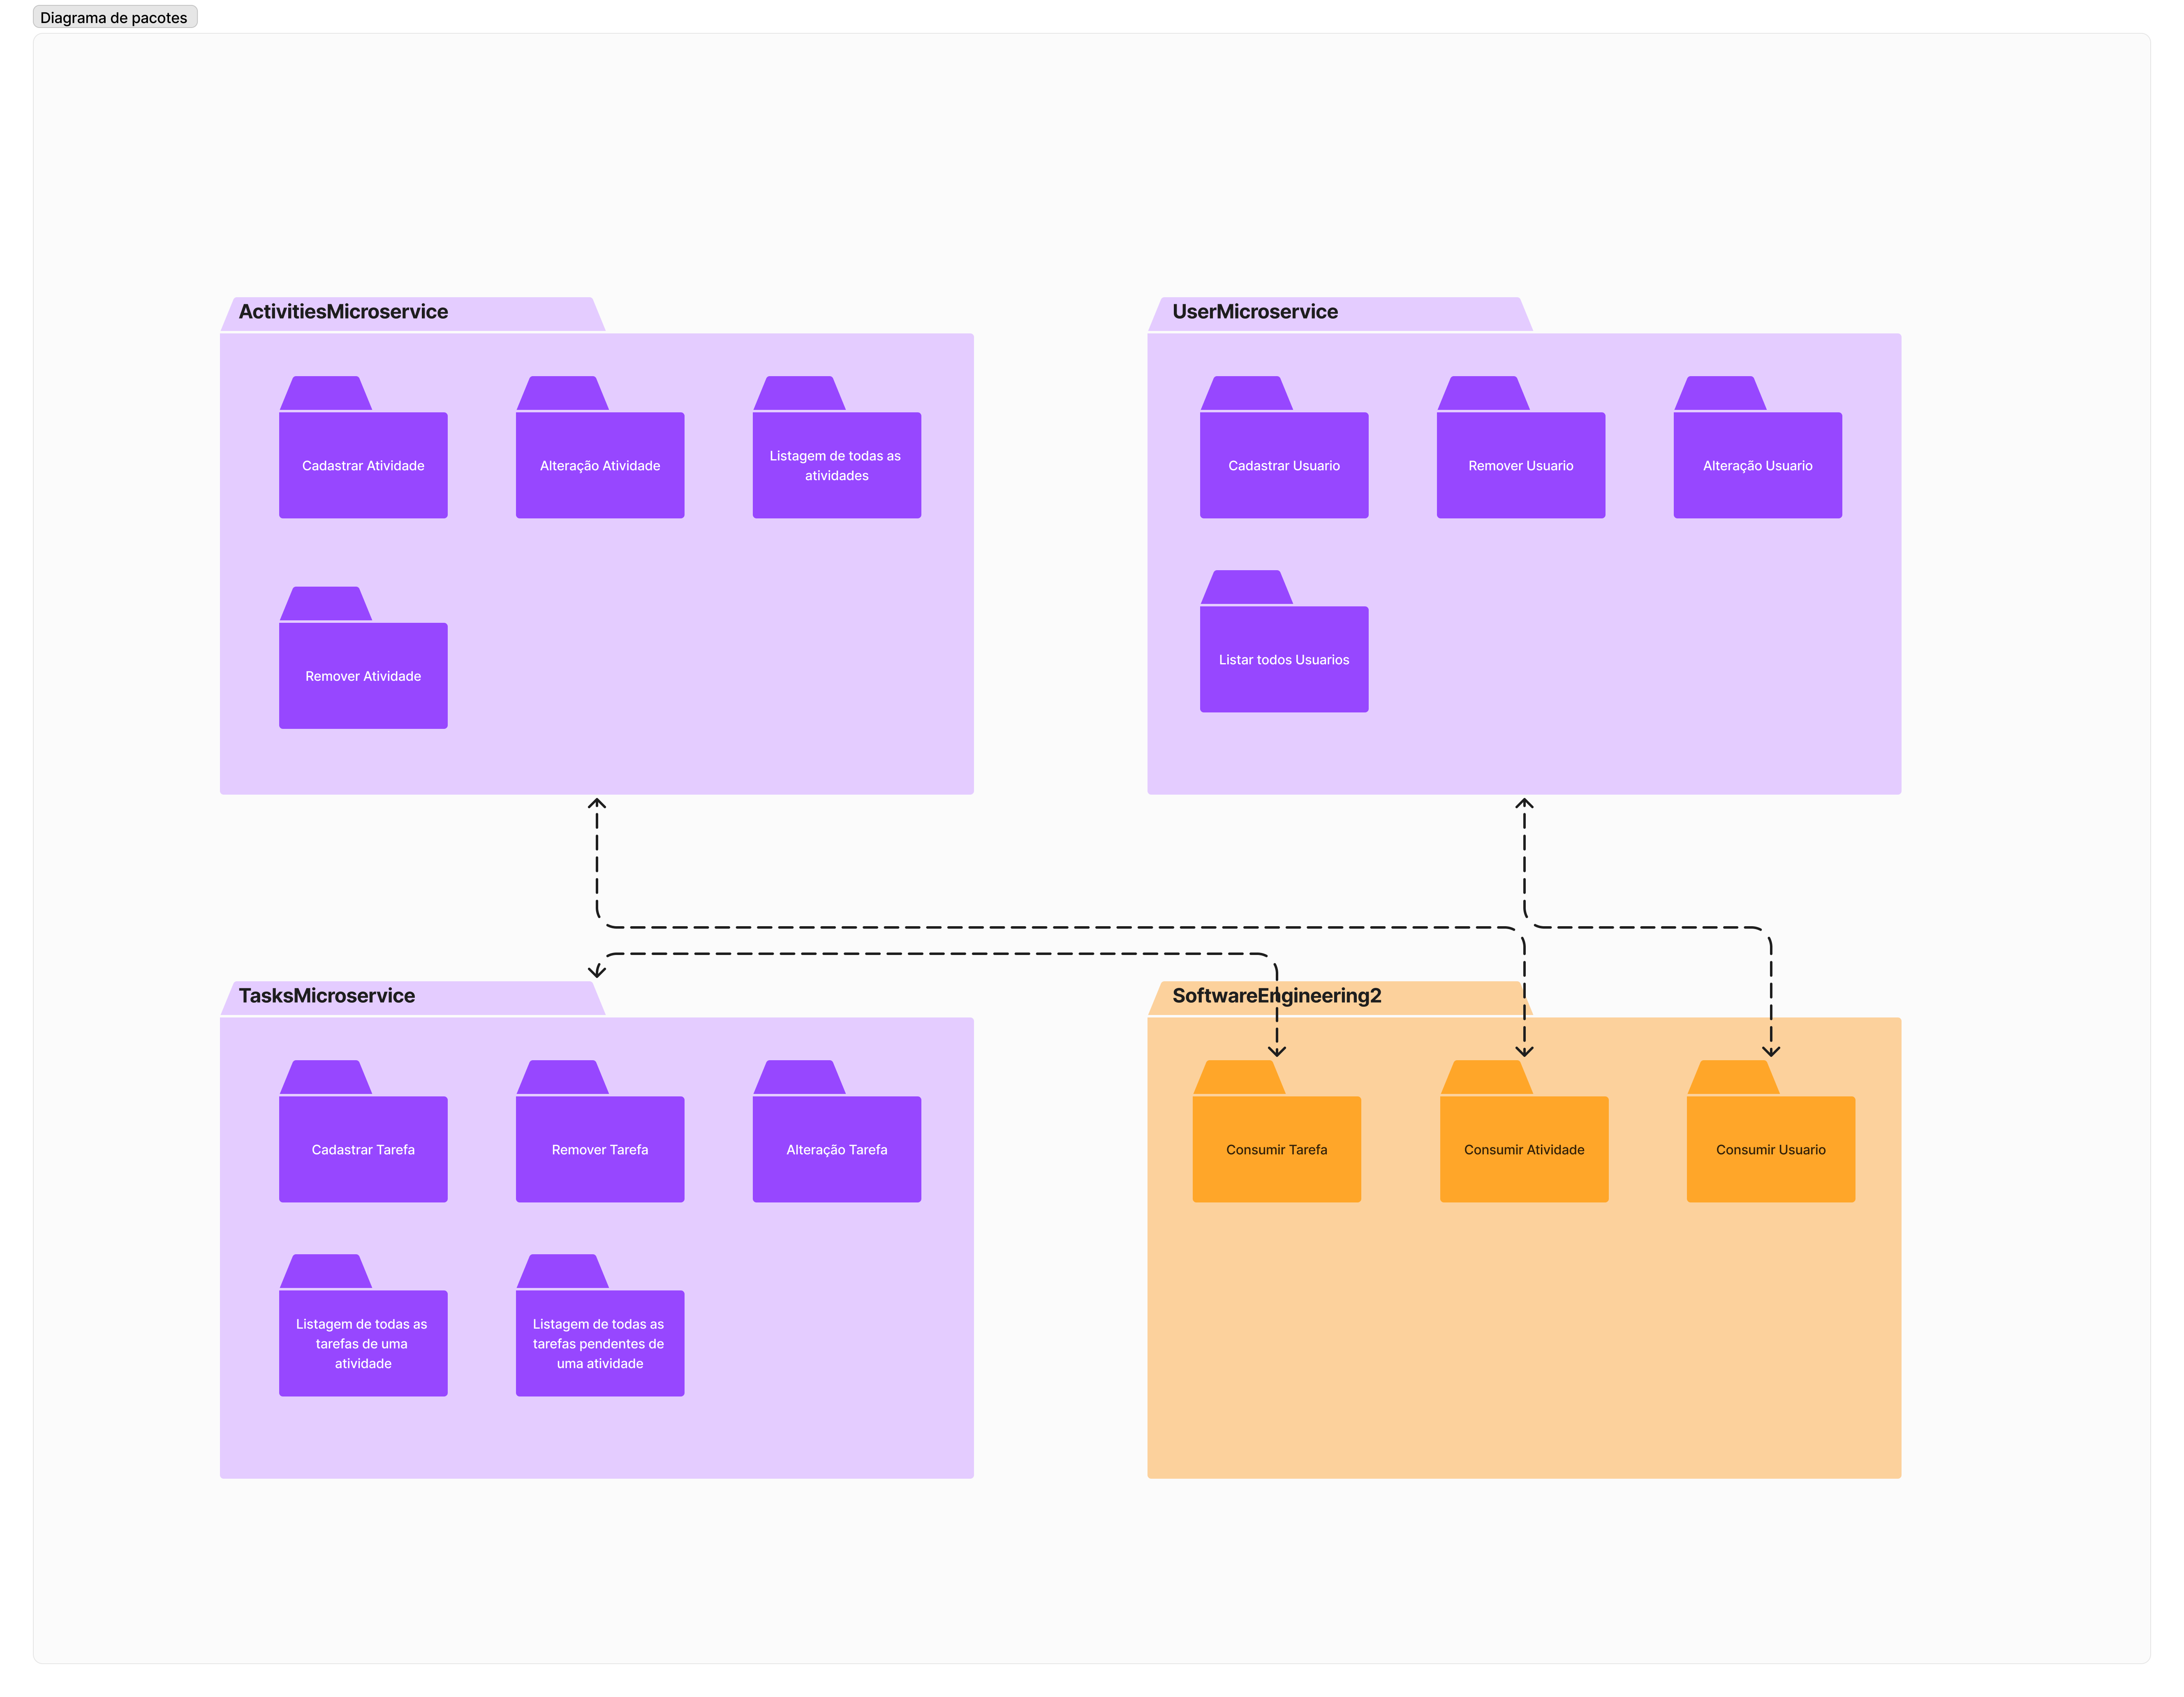 Diagrama de pacotes
ActivitiesMicroservice
Cadastrar Atividade
Alteração Atividade
Listagem de todas as
atividades
Remover Atividade
UserMicroservice
Cadastrar Usuario
Remover Usuario
Alteração Usuario
Listar todos Usuarios
TasksMicroservice
Cadastrar Tarefa
Remover Tarefa
Alteração Tarefa
Listagem de todas as
tarefas de uma
atividade
Listagem de todas as
tarefas pendentes de
uma atividade
SoftwareEngineering2
Consumir Tarefa
Consumir Atividade
Consumir Usuario